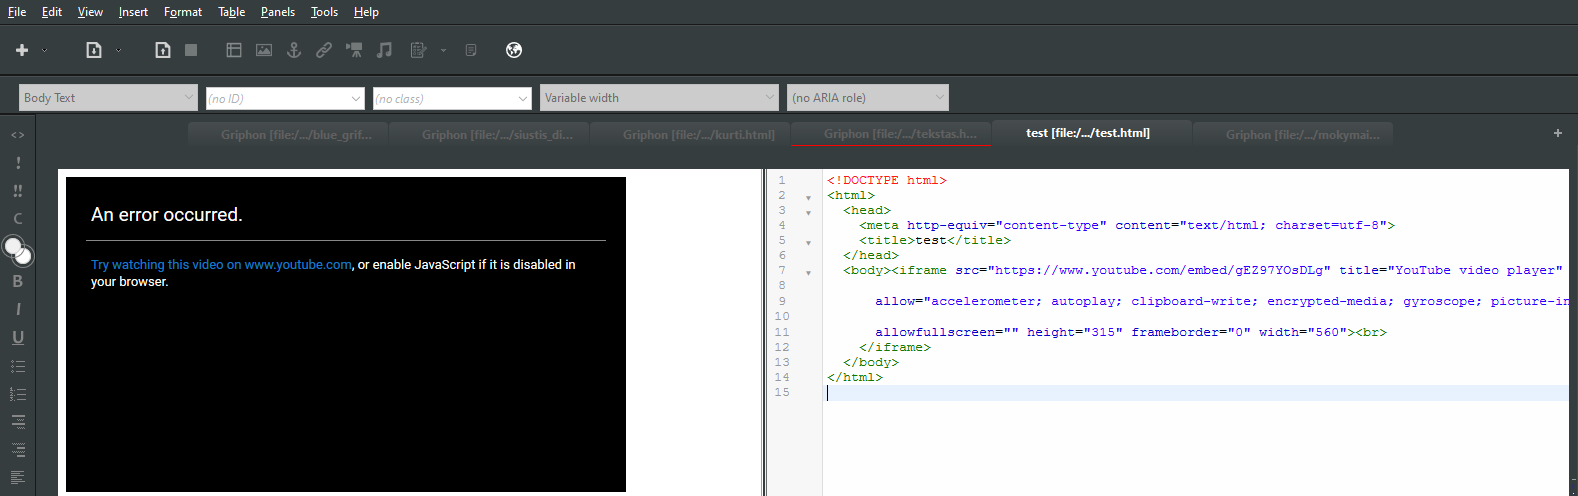 File Edit View Insert Format Table Panels Tools Help
Body Text (no ID) (no class) Variable width (no ARIA role)
Griphon [file:/.../blue_grif... Griphon [file:/.../siustis_di... Griphon [file:/.../kurti.html] Griphon [file:/.../tekstas.h... test [file:/.../test.html] Griphon [file:/.../mokymai...
<> ! !! C B I U
An error occurred.
Try watching this video on www.youtube.com, or enable JavaScript if it is disabled in
your browser.
1 <!DOCTYPE html>
2 <html>
3 <head>
4 <meta http-equiv="content-type" content="text/html; charset=utf-8">
5 <title>test</title>
6 </head>
7 <body><iframe src="https://www.youtube.com/embed/gEZ97YOsDLg" title="YouTube video player"
8
9 allow="accelerometer; autoplay; clipboard-write; encrypted-media; gyroscope; picture-in
10
11 allowfullscreen="" height="315" frameborder="0" width="560"><br>
12 </iframe>
13 </body>
14 </html>
15